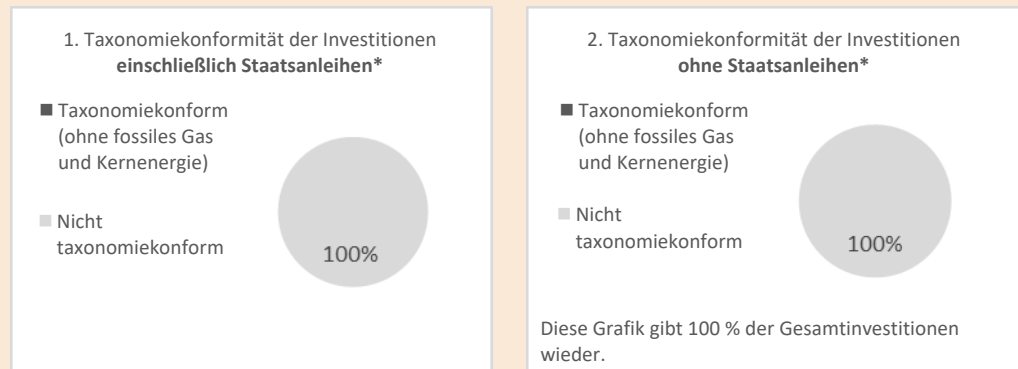 1. Taxonomiekonformität der Investitionen
einschließlich Staatsanleihen*
Taxonomiekonform
(ohne fossiles Gas
und Kernenergie)
Nicht
taxonomiekonform
100%
2. Taxonomiekonformität der Investitionen
ohne Staatsanleihen*
Taxonomiekonform
(ohne fossiles Gas
und Kernenergie)
Nicht
taxonomiekonform
100%
Diese Grafik gibt 100 % der Gesamtinvestitionen
wieder.